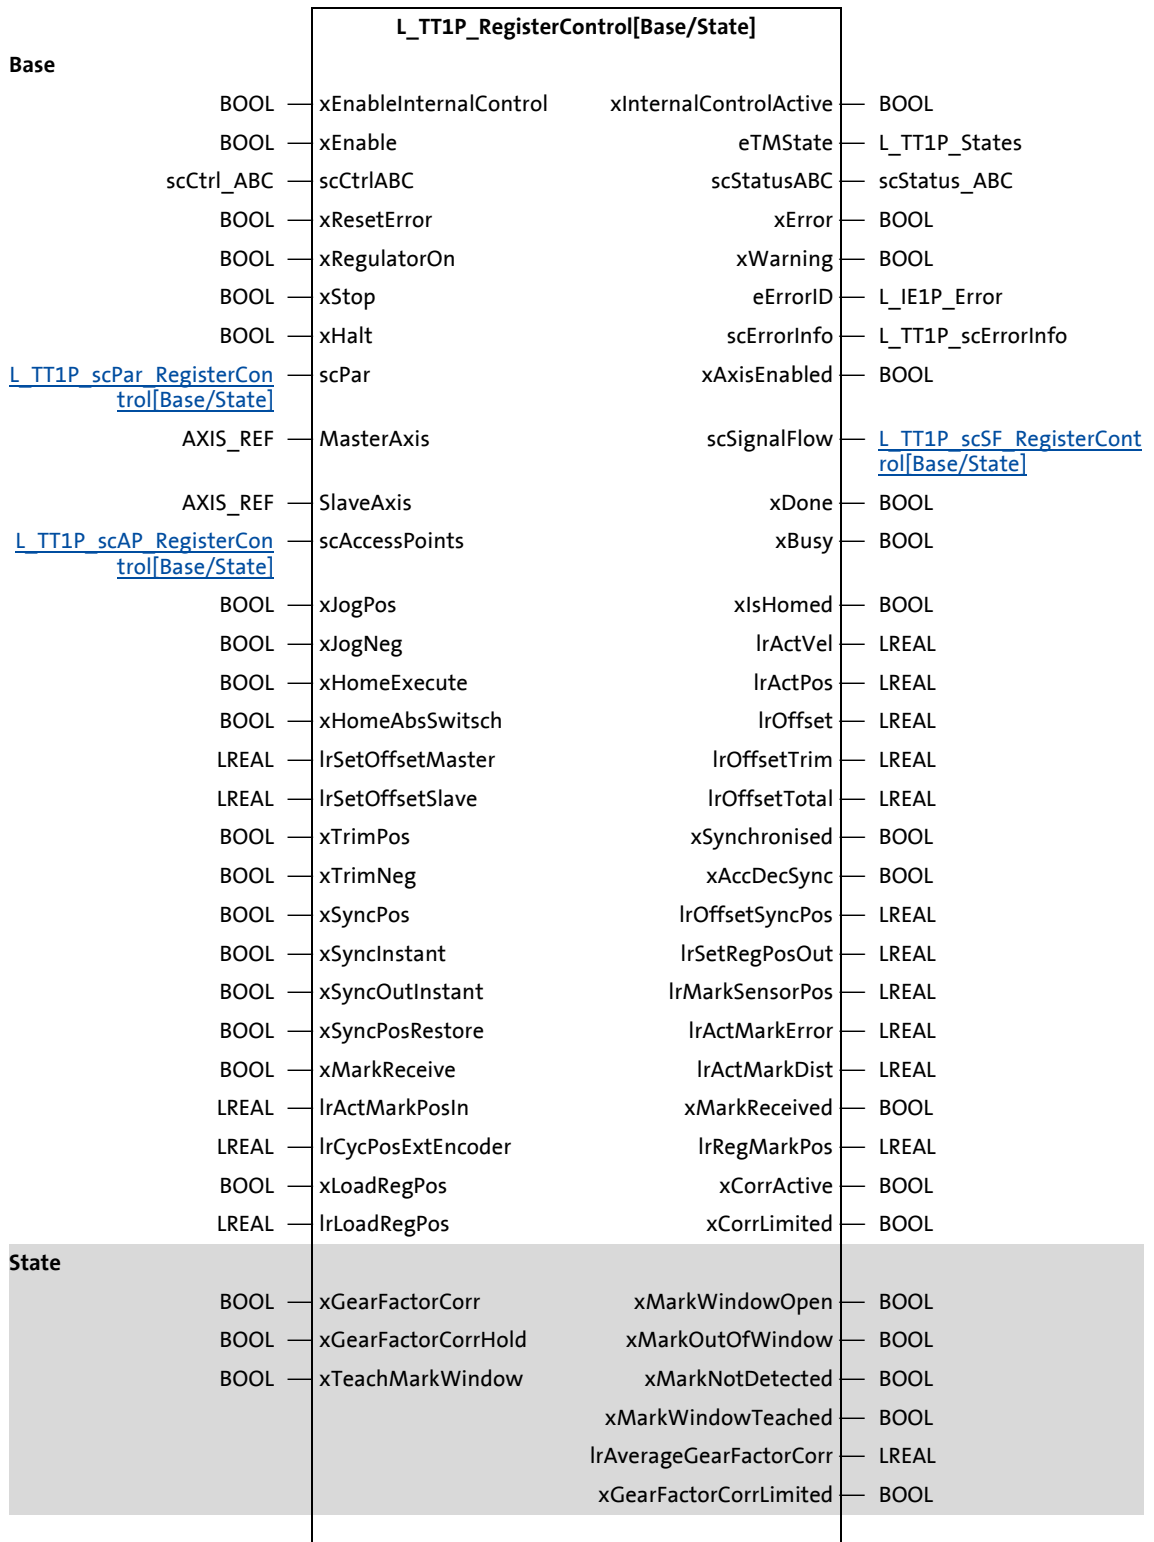 L_TT1P_RegisterControl[Base/State]
Base
BOOL xEnableInternalControl xInternalControlActive BOOL
BOOL xEnable eTMState L_TT1P_States
scCtrl_ABC scCtrlABC scStatusABC scStatus_ABC
BOOL xResetError xError BOOL
BOOL xRegulatorOn xWarning BOOL
BOOL xStop eErrorID L_IE1P_Error
BOOL xHalt scErrorInfo L_TT1P_scErrorInfo
L_TT1P_scPar_RegisterCon scPar xAxisEnabled BOOL
trol[Base/State]
AXIS_REF MasterAxis scSignalFlow L_TT1P_scSF_RegisterCont
rol[Base/State]
AXIS_REF SlaveAxis xDone BOOL
L_TT1P_scAP_RegisterCon scAccessPoints xBusy BOOL
trol[Base/State]
BOOL xJogPos xIsHomed BOOL
BOOL xJogNeg lrActVel LREAL
BOOL xHomeExecute lrActPos LREAL
BOOL xHomeAbsSwitsch lrOffset LREAL
LREAL lrSetOffsetMaster lrOffsetTrim LREAL
LREAL lrSetOffsetSlave lrOffsetTotal LREAL
BOOL xTrimPos xSynchronised BOOL
BOOL xTrimNeg xAccDecSync BOOL
BOOL xSyncPos lrOffsetSyncPos LREAL
BOOL xSyncInstant lrSetRegPosOut LREAL
BOOL xSyncOutInstant lrMarkSensorPos LREAL
BOOL xSyncPosRestore lrActMarkError LREAL
BOOL xMarkReceive lrActMarkDist LREAL
LREAL lrActMarkPosIn xMarkReceived BOOL
LREAL lrCycPosExtEncoder lrRegMarkPos LREAL
BOOL xLoadRegPos xCorrActive BOOL
LREAL lrLoadRegPos xCorrLimited BOOL
State
BOOL xGearFactorCorr xMarkWindowOpen BOOL
BOOL xGearFactorCorrHold xMarkOutOfWindow BOOL
BOOL xTeachMarkWindow xMarkNotDetected BOOL
xMarkWindowTeached BOOL
lrAverageGearFactorCorr LREAL
xGearFactorCorrLimited BOOL